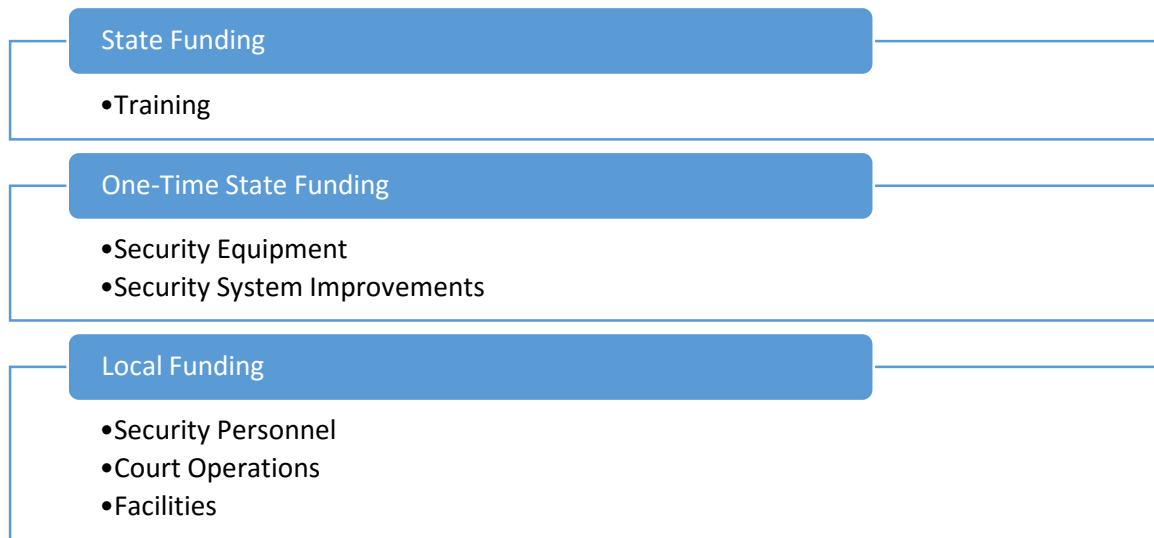 State Funding
•Training
One-Time State Funding
•Security Equipment
•Security System Improvements
Local Funding
•Security Personnel
•Court Operations
•Facilities